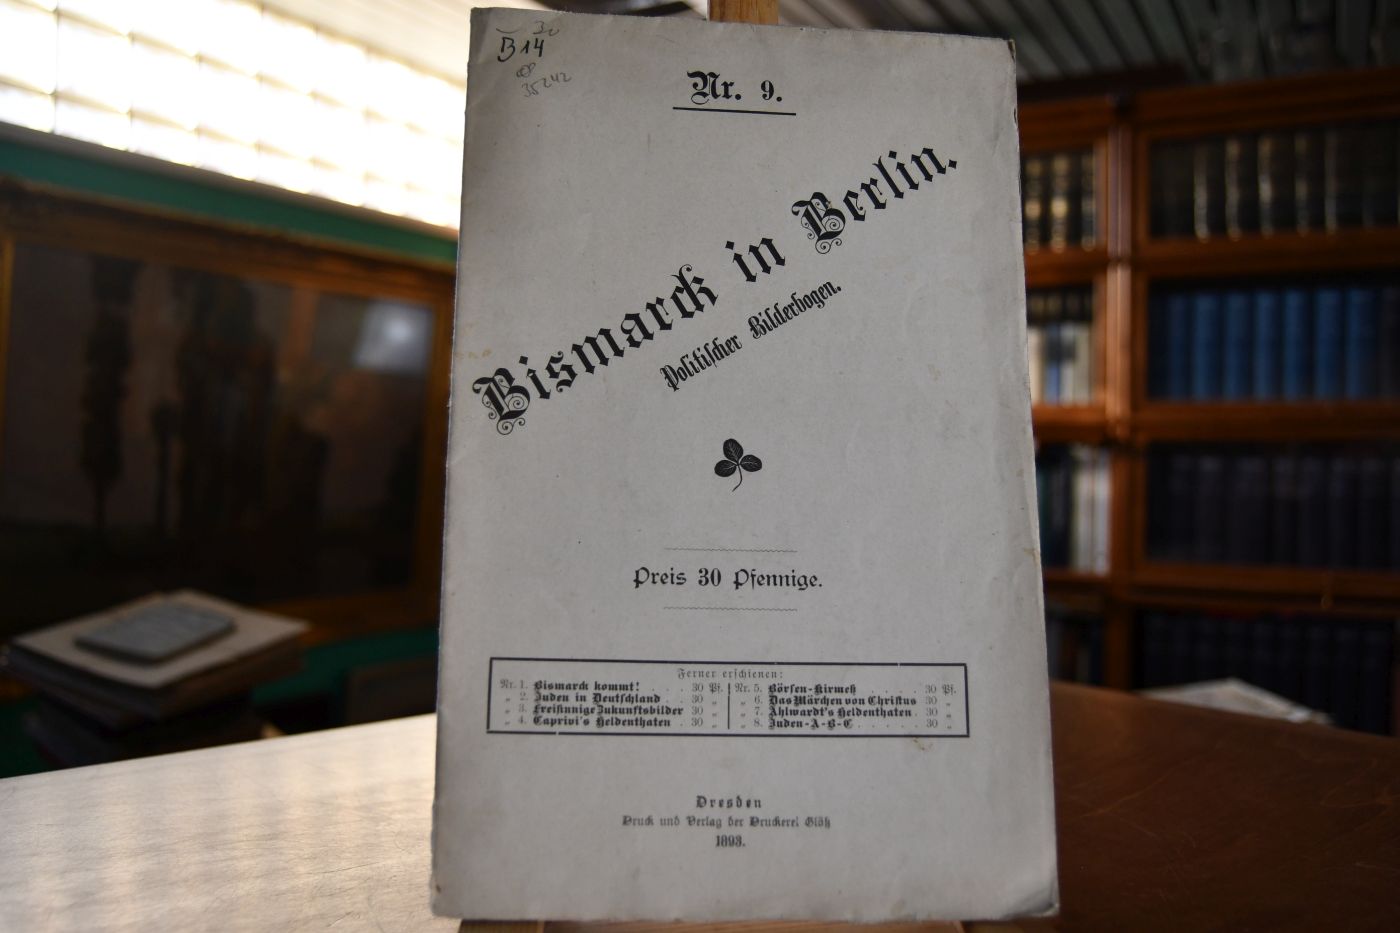 B 14
35242
Nr. 9.
Bismarck in Berlin.
Politischer Bilderbogen.
Preis 30 Pfennige.
Ferner erschienen:
Nr. 1. Bismarck kommt! . . . 30 Pf.
„ 2. Juden in Deutschland . . 30 „
„ 3. Freisinnige Zukunftsbilder 30 „
„ 4. Caprivi's Heldenthaten . 30 „
Nr. 5. Börsen-Kirmeß . . . . . 30 Pf.
„ 6. Das Märchen von Christus 30 „
„ 7. Ahlwardt's Heldenthaten . 30 „
„ 8. Juden-A-B-C . . . . . . 30 „
Dresden
Druck und Verlag der Druckerei Glöß
1893.